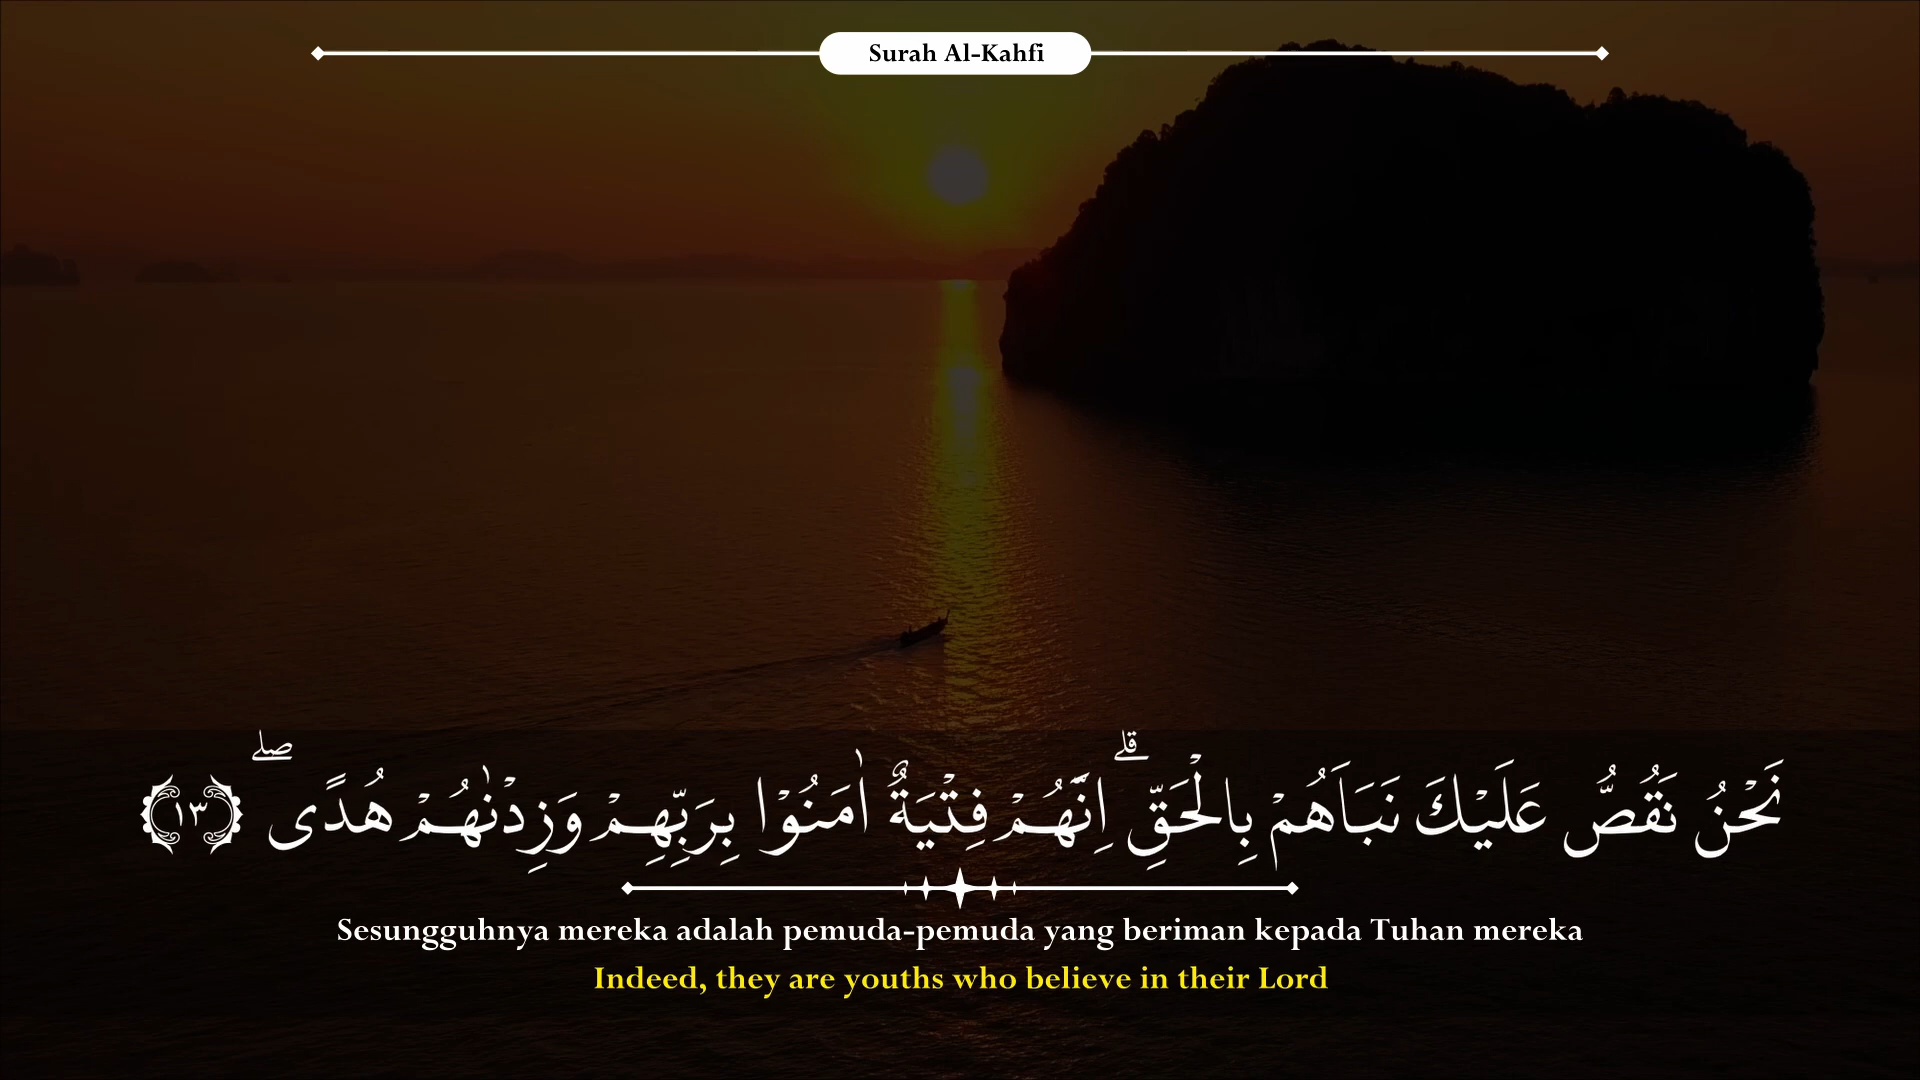 Surah Al-Kahfi
نَحْنُ نَقُصُّ عَلَيْكَ نَبَاَهُمْ بِالْحَقِّۗ اِنَّهُمْ فِتْيَةٌ اٰمَنُوْا بِرَبِّهِمْ وَزِدْنٰهُمْ هُدًىۖ ١٣
Sesungguhnya mereka adalah pemuda-pemuda yang beriman kepada Tuhan mereka
Indeed, they are youths who believe in their Lord